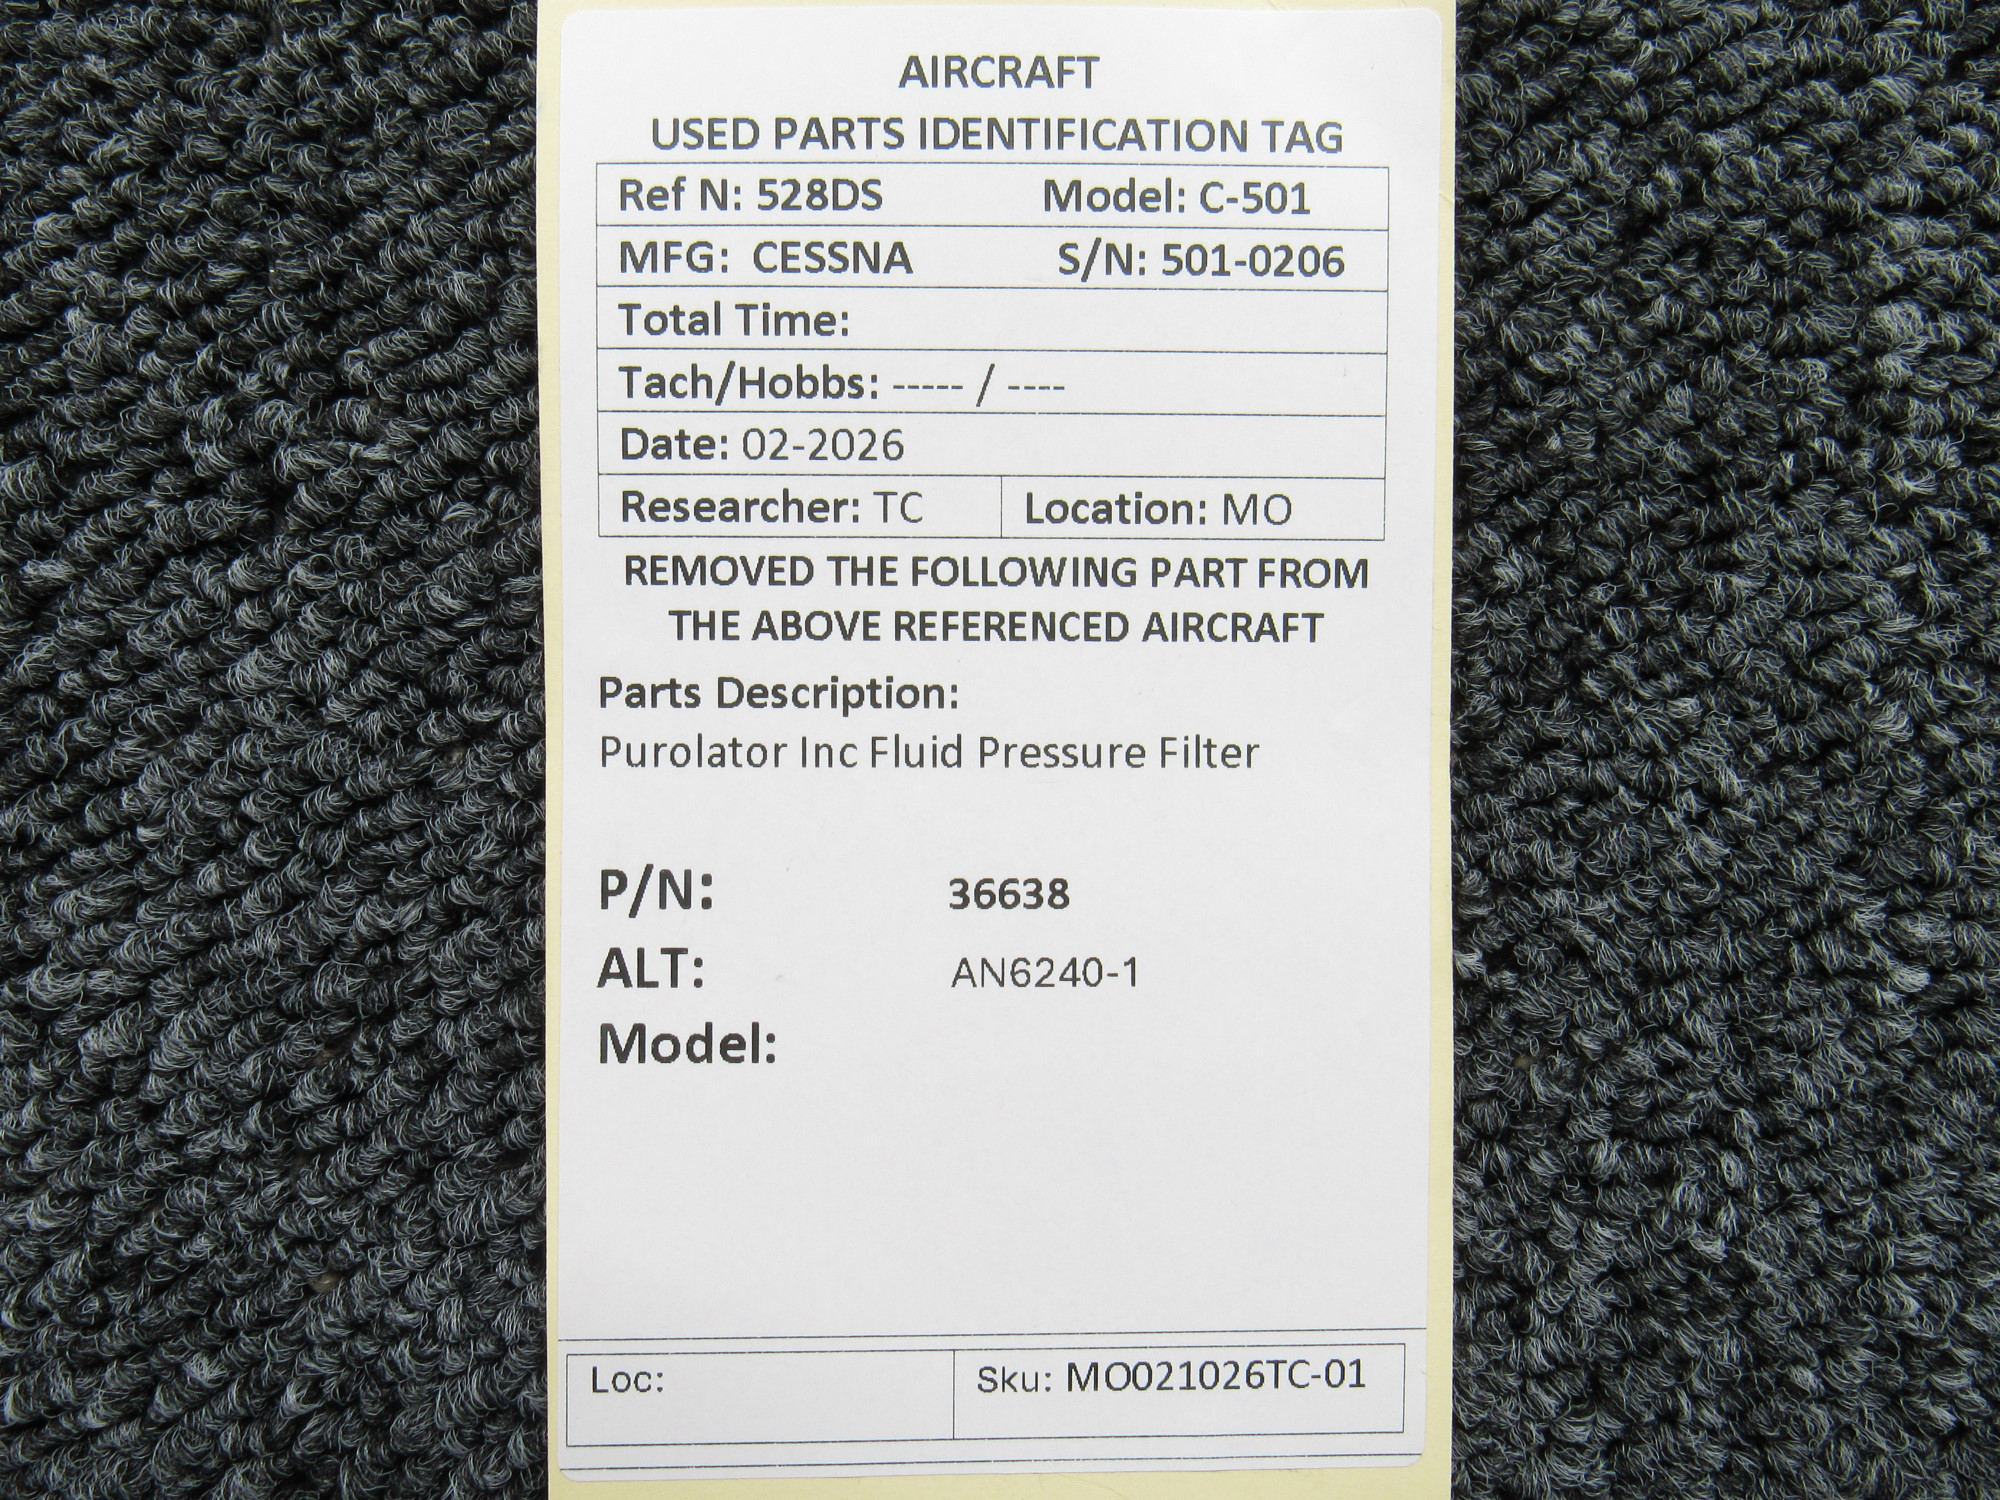 AIRCRAFT
USED PARTS IDENTIFICATION TAG
Ref N: 528DS Model: C-501
MFG: CESSNA S/N: 501-0206
Total Time:
Tach/Hobbs: ----- / ----
Date: 02-2026
Researcher: TC Location: MO
REMOVED THE FOLLOWING PART FROM
THE ABOVE REFERENCED AIRCRAFT
Parts Description:
Purolator Inc Fluid Pressure Filter
P/N: 36638
ALT: AN6240-1
Model:
Loc: Sku: MO021026TC-01